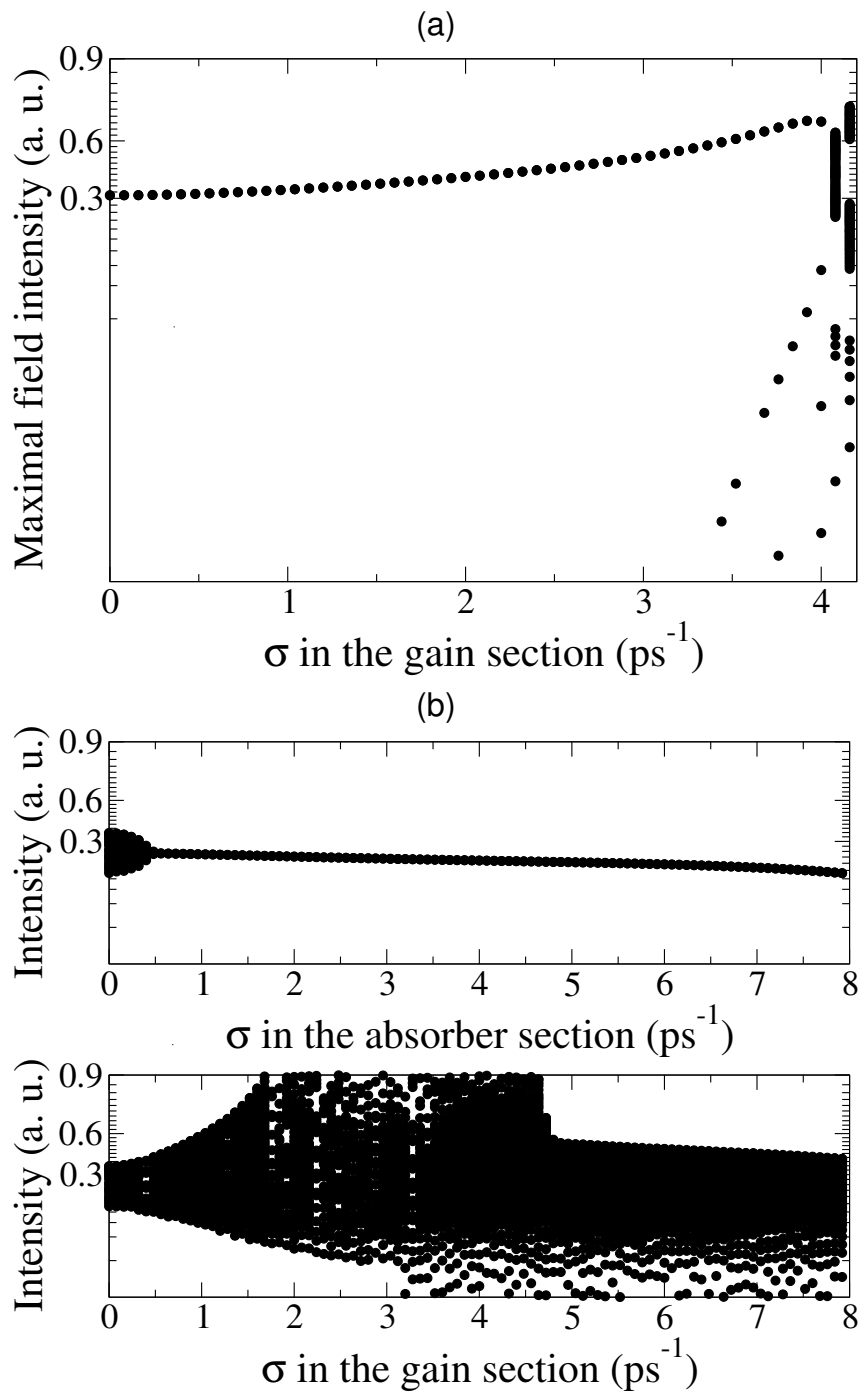 (a)
Maximal field intensity (a. u.)
0.9
0.6
0.3
0 1 2 3 4
σ in the gain section (ps⁻¹)
(b)
Intensity (a. u.)
0.9
0.6
0.3
0 1 2 3 4 5 6 7 8
σ in the absorber section (ps⁻¹)
Intensity (a. u.)
0.9
0.6
0.3
0 1 2 3 4 5 6 7 8
σ in the gain section (ps⁻¹)